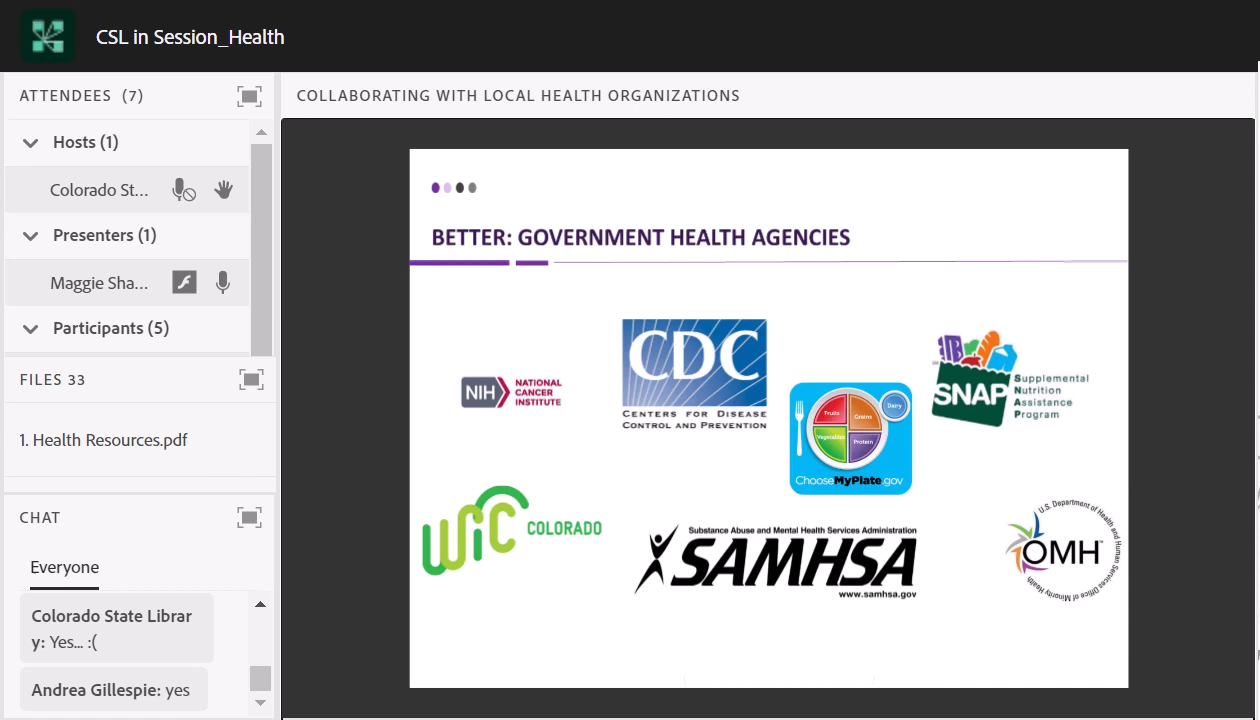 CSL in Session_Health
ATTENDEES (7)
Hosts (1)
Colorado St...
Presenters (1)
Maggie Sha...
Participants (5)
FILES 33
1. Health Resources.pdf
CHAT
Everyone
Colorado State Librar
y: Yes... :(
Andrea Gillespie: yes
COLLABORATING WITH LOCAL HEALTH ORGANIZATIONS
BETTER: GOVERNMENT HEALTH AGENCIES
NIH NATIONAL
CANCER
INSTITUTE
CDC
CENTERS FOR DISEASE
CONTROL AND PREVENTION
Fruits
Grains
Dairy
Vegetables
Protein
ChooseMyPlate.gov
SNAP
Supplemental
Nutrition
Assistance
Program
WiC COLORADO
Substance Abuse and Mental Health Services Administration
SAMHSA
www.samhsa.gov
OMH™
U.S. Department of Health and Human Services Office of Minority Health